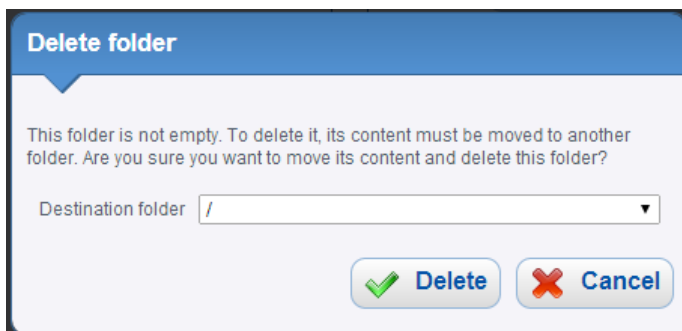 Delete folder
This folder is not empty. To delete it, its content must be moved to another
folder. Are you sure you want to move its content and delete this folder?
Destination folder /
Delete Cancel